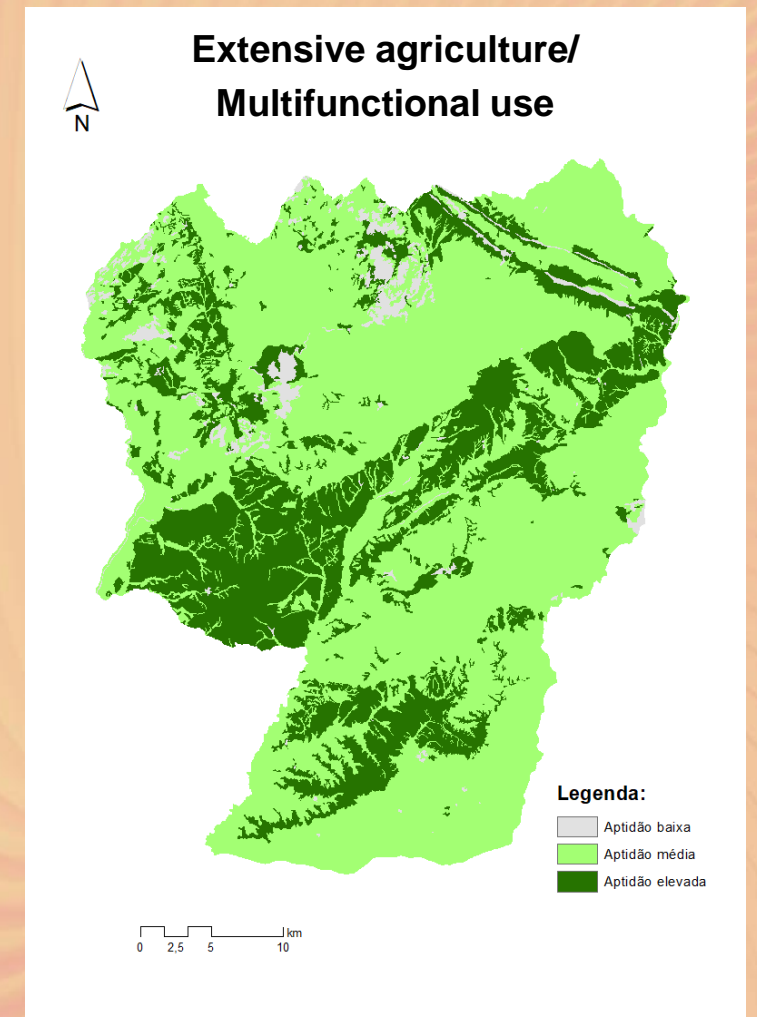 Extensive agriculture/
Multifunctional use
N
Legenda:
Aptidão baixa
Aptidão média
Aptidão elevada
km
0 2,5 5 10